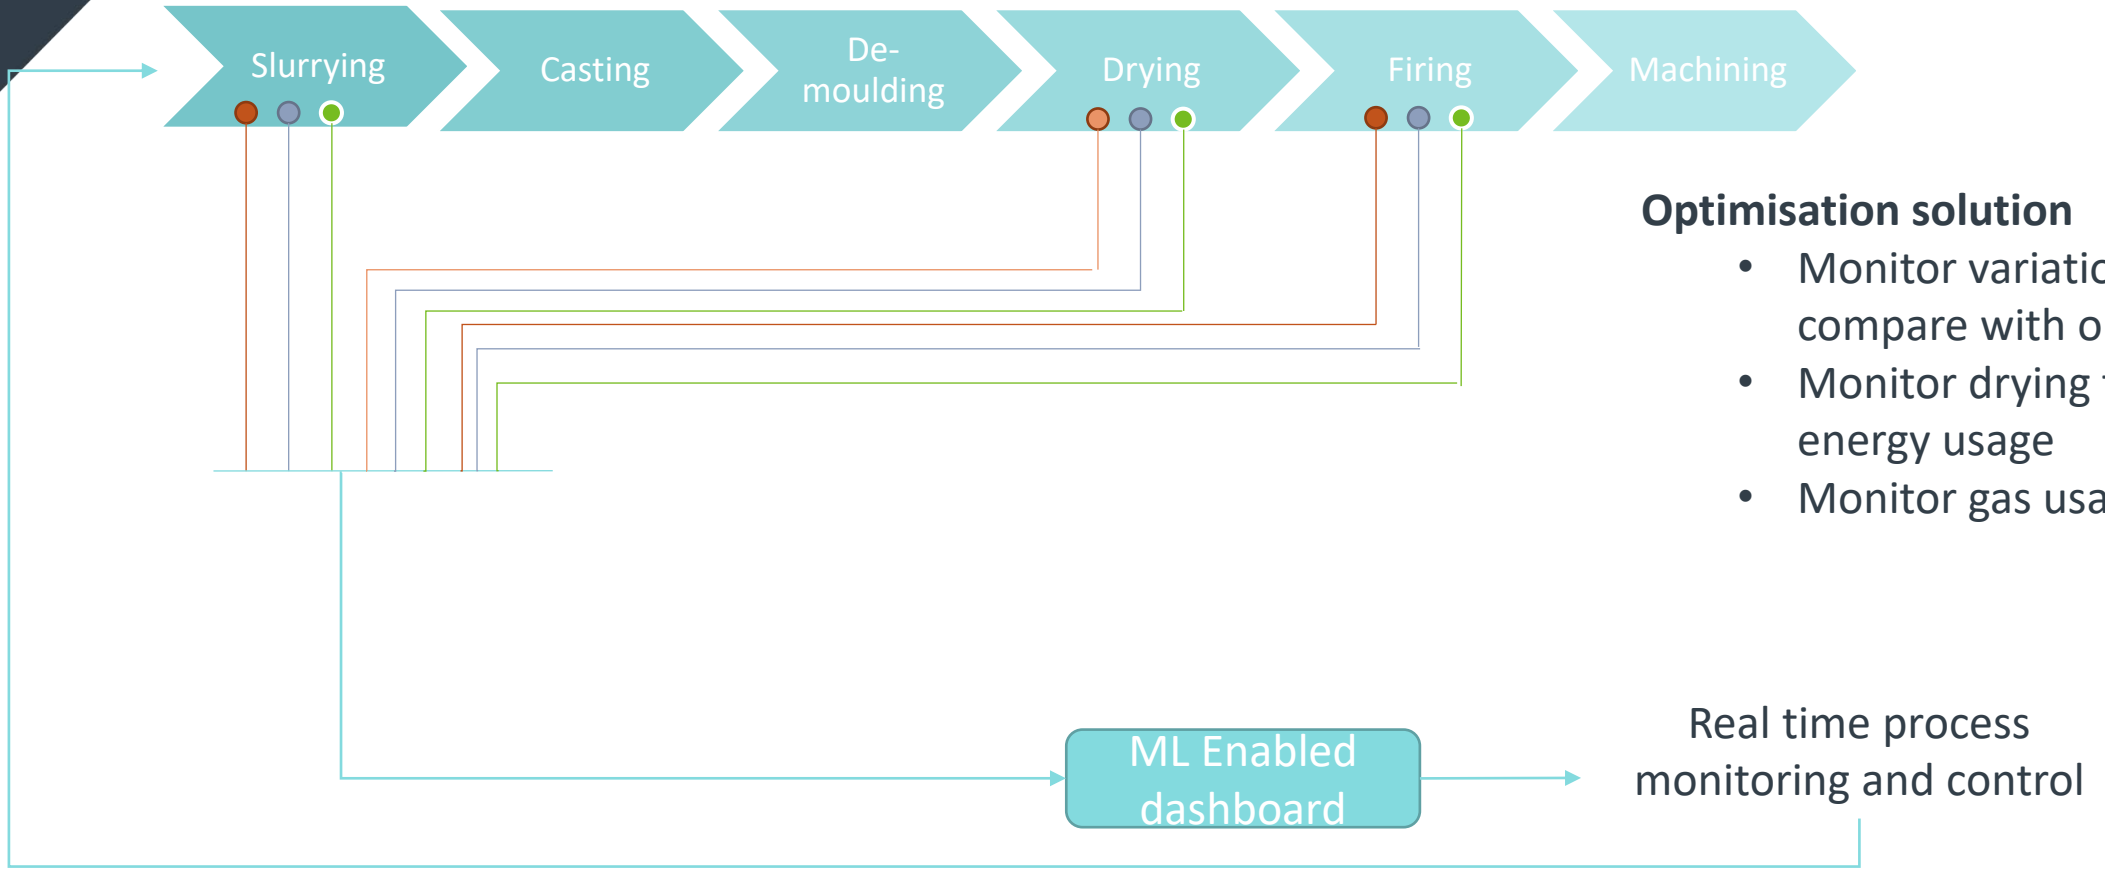 Slurrying
Casting
De-
moulding
Drying
Firing
Machining
Optimisation solution
• Monitor
compare with
• Monitor drying
energy usage
• Monitor gas
Real time process
monitoring and control
ML Enabled
dashboard